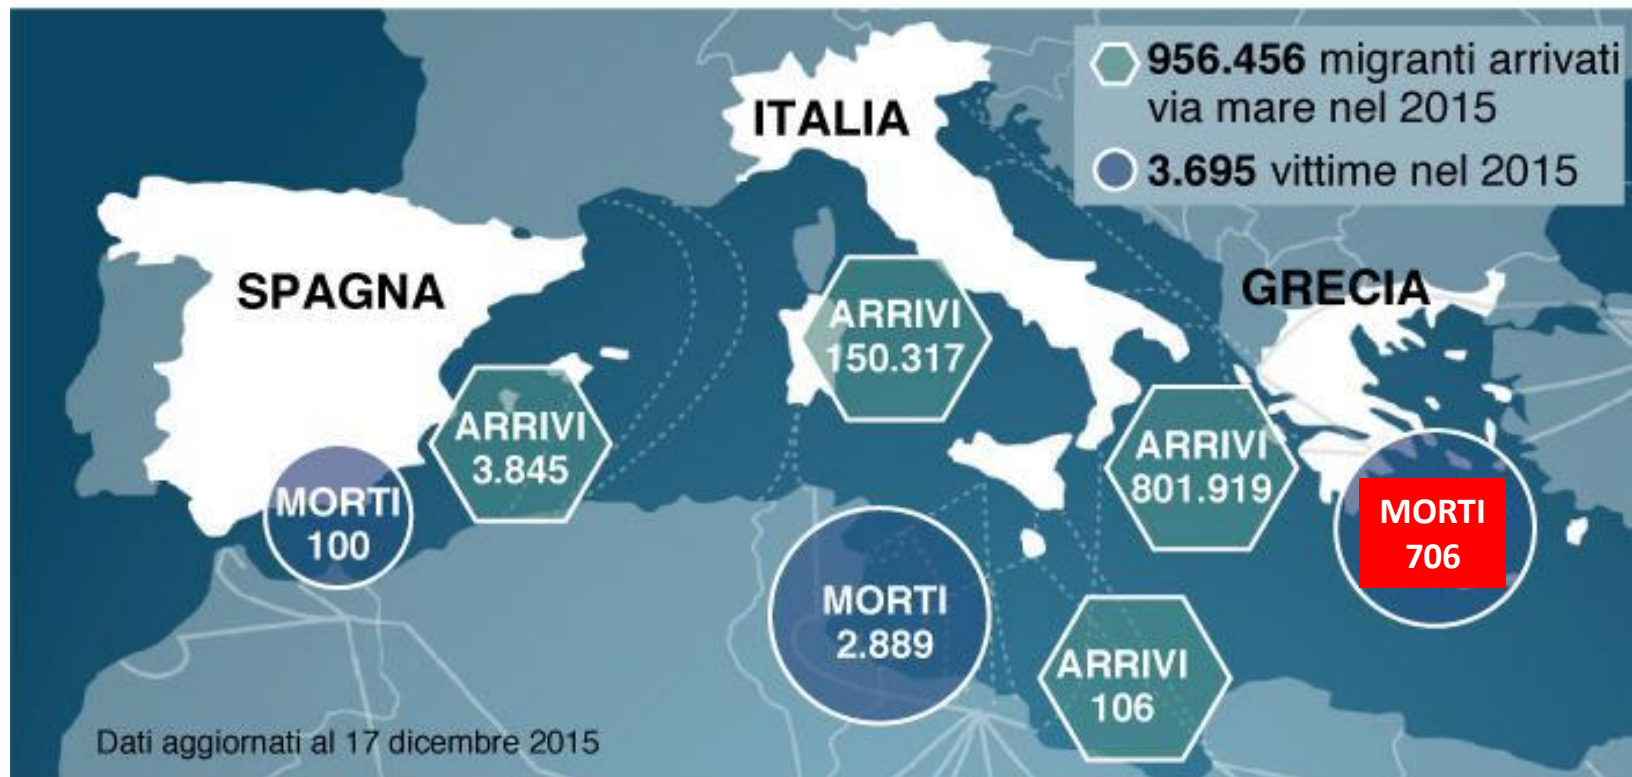 956.456 migranti arrivati
via mare nel 2015
3.695 vittime nel 2015
ITALIA
SPAGNA
GRECIA
ARRIVI
150.317
ARRIVI
3.845
ARRIVI
801.919
MORTI
100
MORTI
706
MORTI
2.889
ARRIVI
106
Dati aggiornati al 17 dicembre 2015